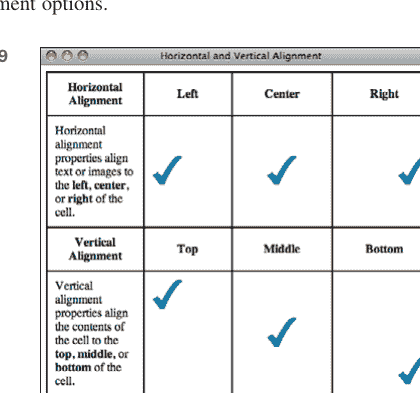 ment options.
9
Horizontal and Vertical Alignment
Horizontal
Alignment
Left
Center
Right
Horizontal
alignment
properties align
text or images to
the left, center,
or right of the
cell.
Vertical
Alignment
Top
Middle
Bottom
Vertical
alignment
properties align
the contents of
the cell to the
top, middle, or
bottom of the
cell.